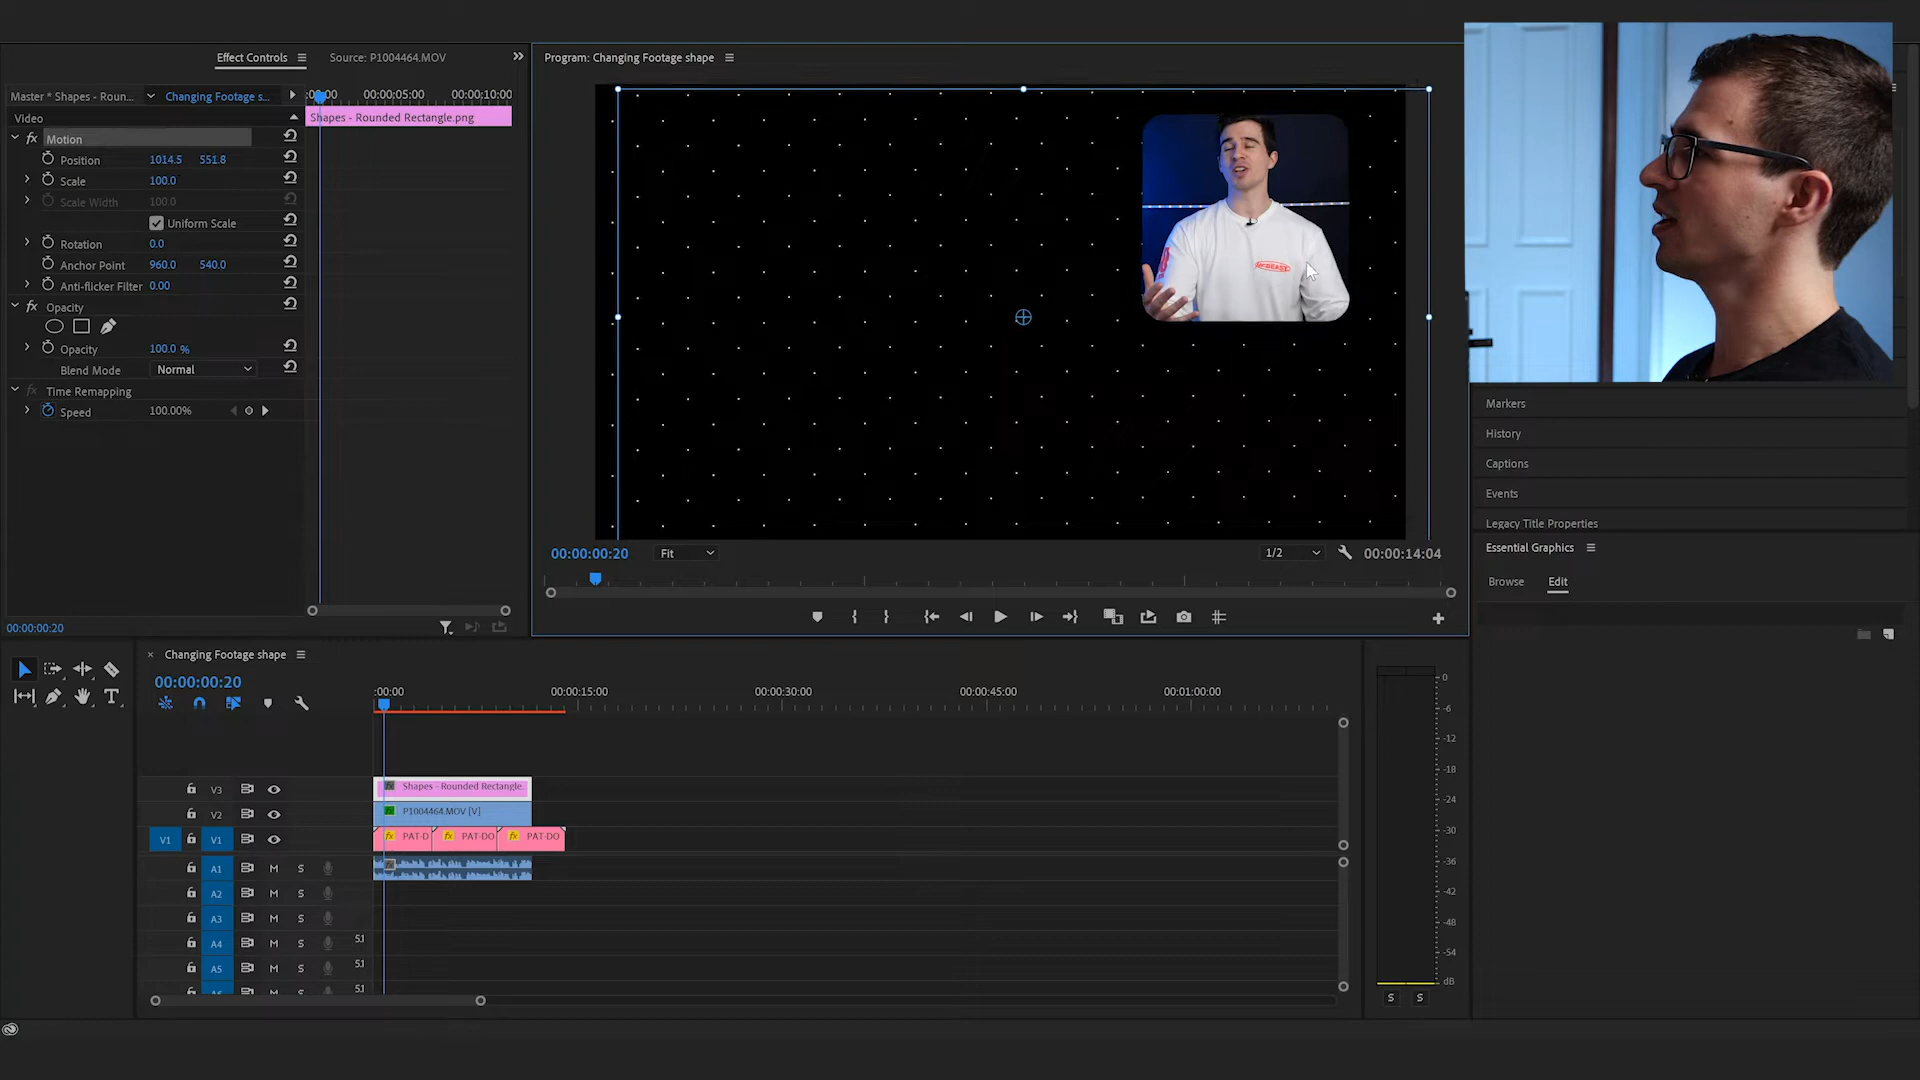 Effect Controls
Source: P1004464.MOV
Program: Changing Footage shape
Master * Shapes - Roun...
Changing Footage s...
:00:00
00:00:05:00
00:00:10:00
Video
Shapes - Rounded Rectangle.png
fx Motion
Position 1014.5 551.8
Scale 100.0
Scale Width 100.0
Uniform Scale
Rotation 0.0
Anchor Point 960.0 540.0
Anti-flicker Filter 0.00
fx Opacity
Opacity 100.0 %
Blend Mode Normal
fx Time Remapping
Speed 100.00%
00:00:00:20
00:00:00:20
Fit
1/2
00:00:14:04
Markers
History
Captions
Events
Legacy Title Properties
Essential Graphics
Browse
Edit
Changing Footage shape
00:00:00:20
:00:00
00:00:15:00
00:00:30:00
00:00:45:00
00:01:00:00
V3
fx Shapes - Rounded Rectangle.
V2
fx P1004464.MOV [V]
V1 V1
fx PAT-D
fx PAT-DO
fx PAT-DO
A1 M S
A2 M S
A3 M S
A4 M S 5.1
A5 M S 5.1
M S 5.1
0
-6
-12
-18
-24
-30
-36
-42
-48
-54
dB
S S